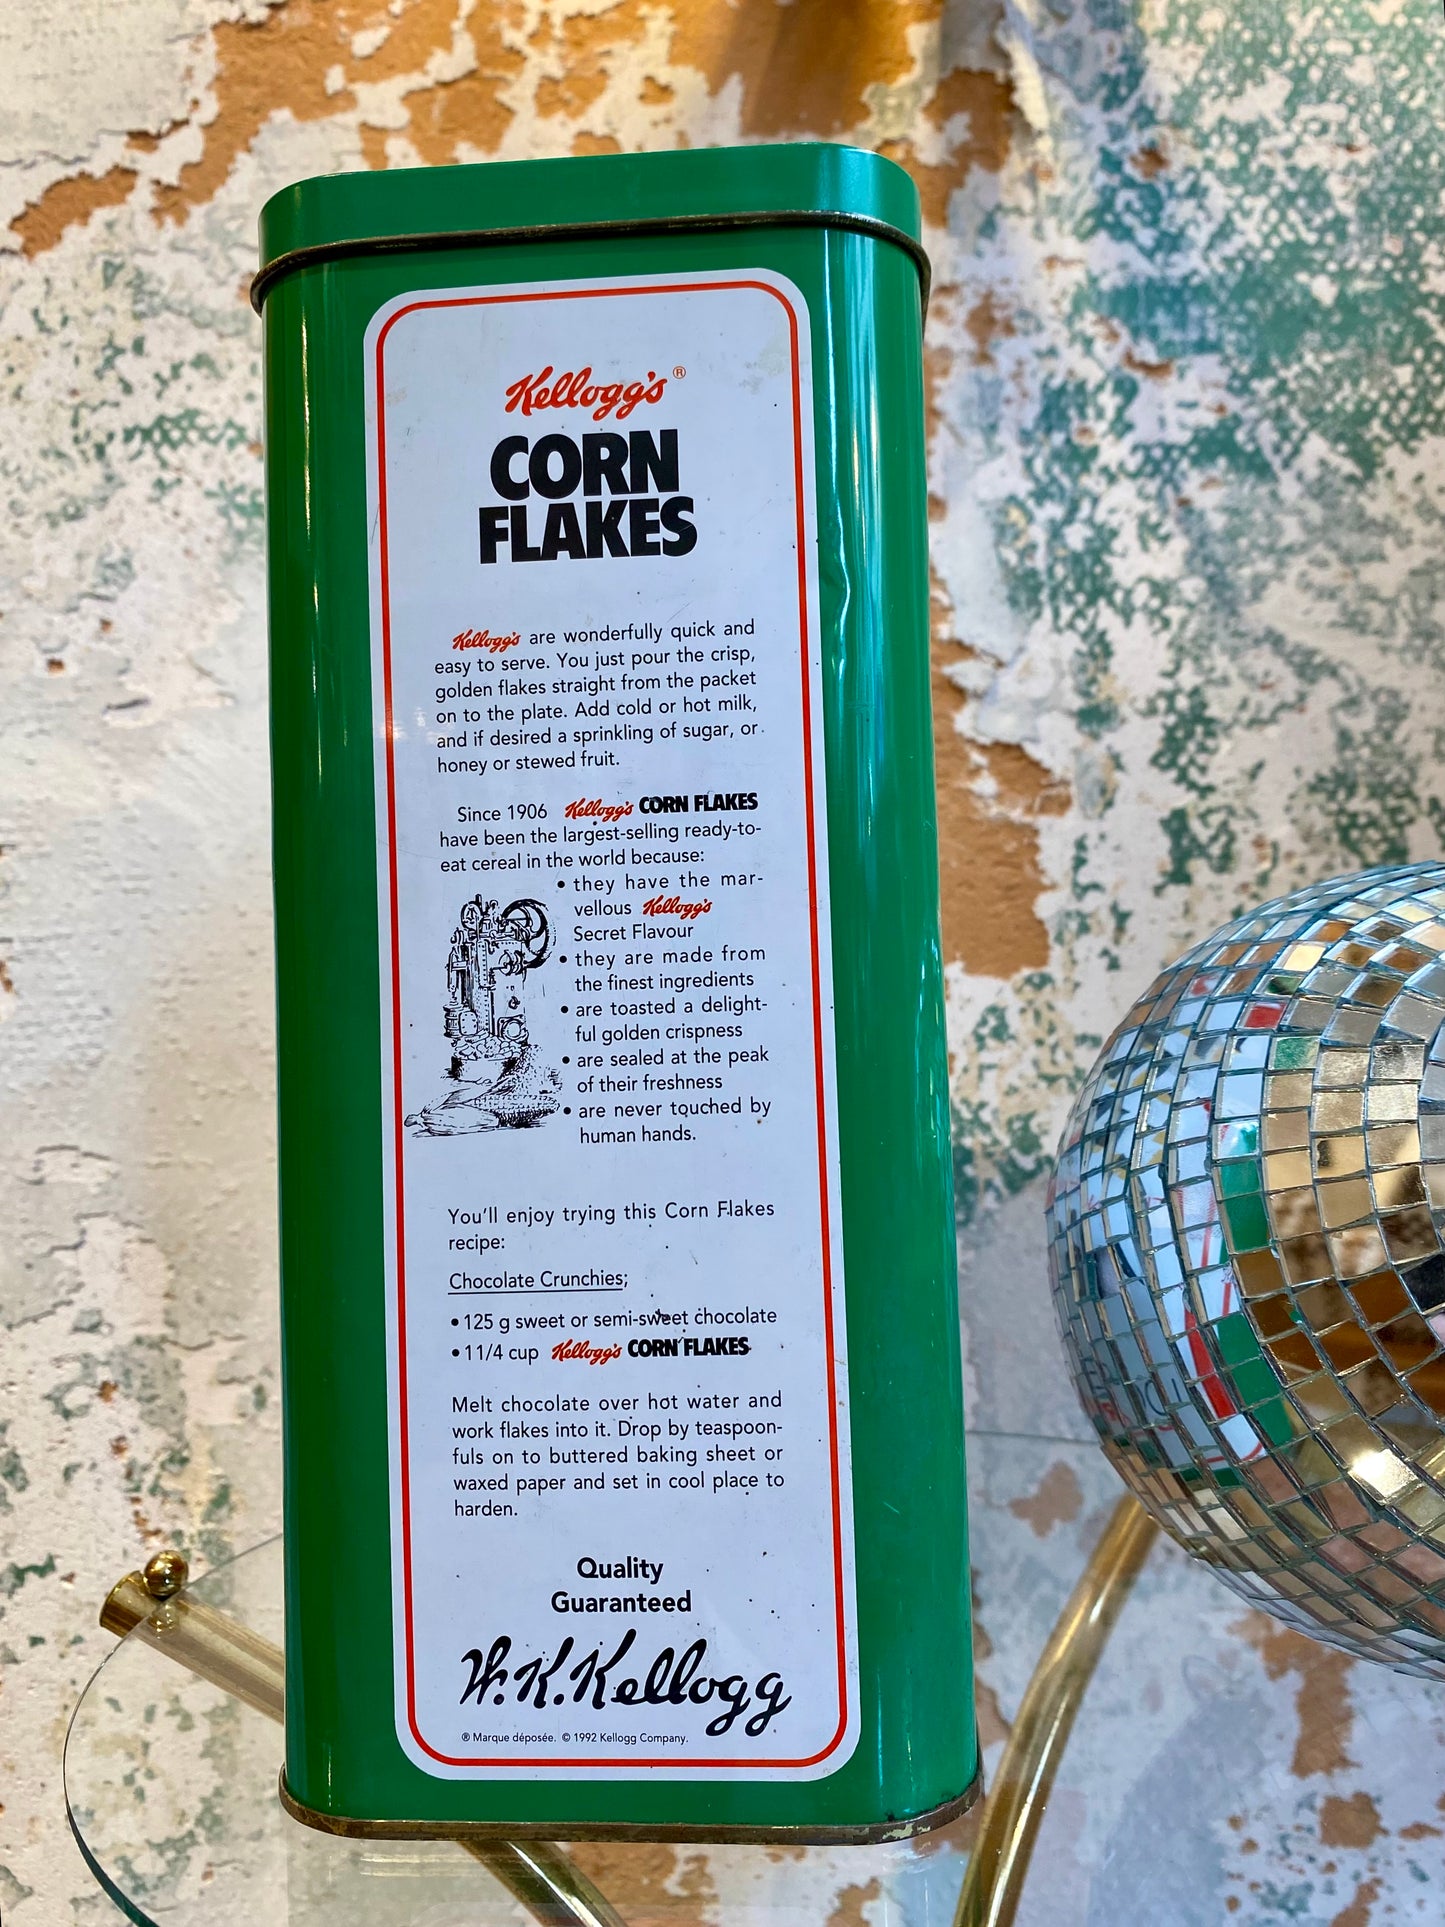 Kellogg's®
CORN
FLAKES
Kellogg's are wonderfully quick and
easy to serve. You just pour the crisp,
golden flakes straight from the packet
on to the plate. Add cold or hot milk,
and if desired a sprinkling of sugar, or
honey or stewed fruit.
Since 1906 Kellogg's CORN FLAKES
have been the largest-selling ready-to-
eat cereal in the world because:
• they have the mar-
vellous Kellogg's
Secret Flavour
• they are made from
the finest ingredients
• are toasted a delight-
ful golden crispness
• are sealed at the peak
of their freshness
• are never touched by
human hands.
You'll enjoy trying this Corn Flakes
recipe:
Chocolate Crunchies;
• 125 g sweet or semi-sweet chocolate
• 11/4 cup Kellogg's CORN FLAKES
Melt chocolate over hot water and
work flakes into it. Drop by teaspoon-
fuls on to buttered baking sheet or
waxed paper and set in cool place to
harden.
Quality
Guaranteed
W.K.Kellogg
® Marque déposée. © 1992 Kellogg Company.